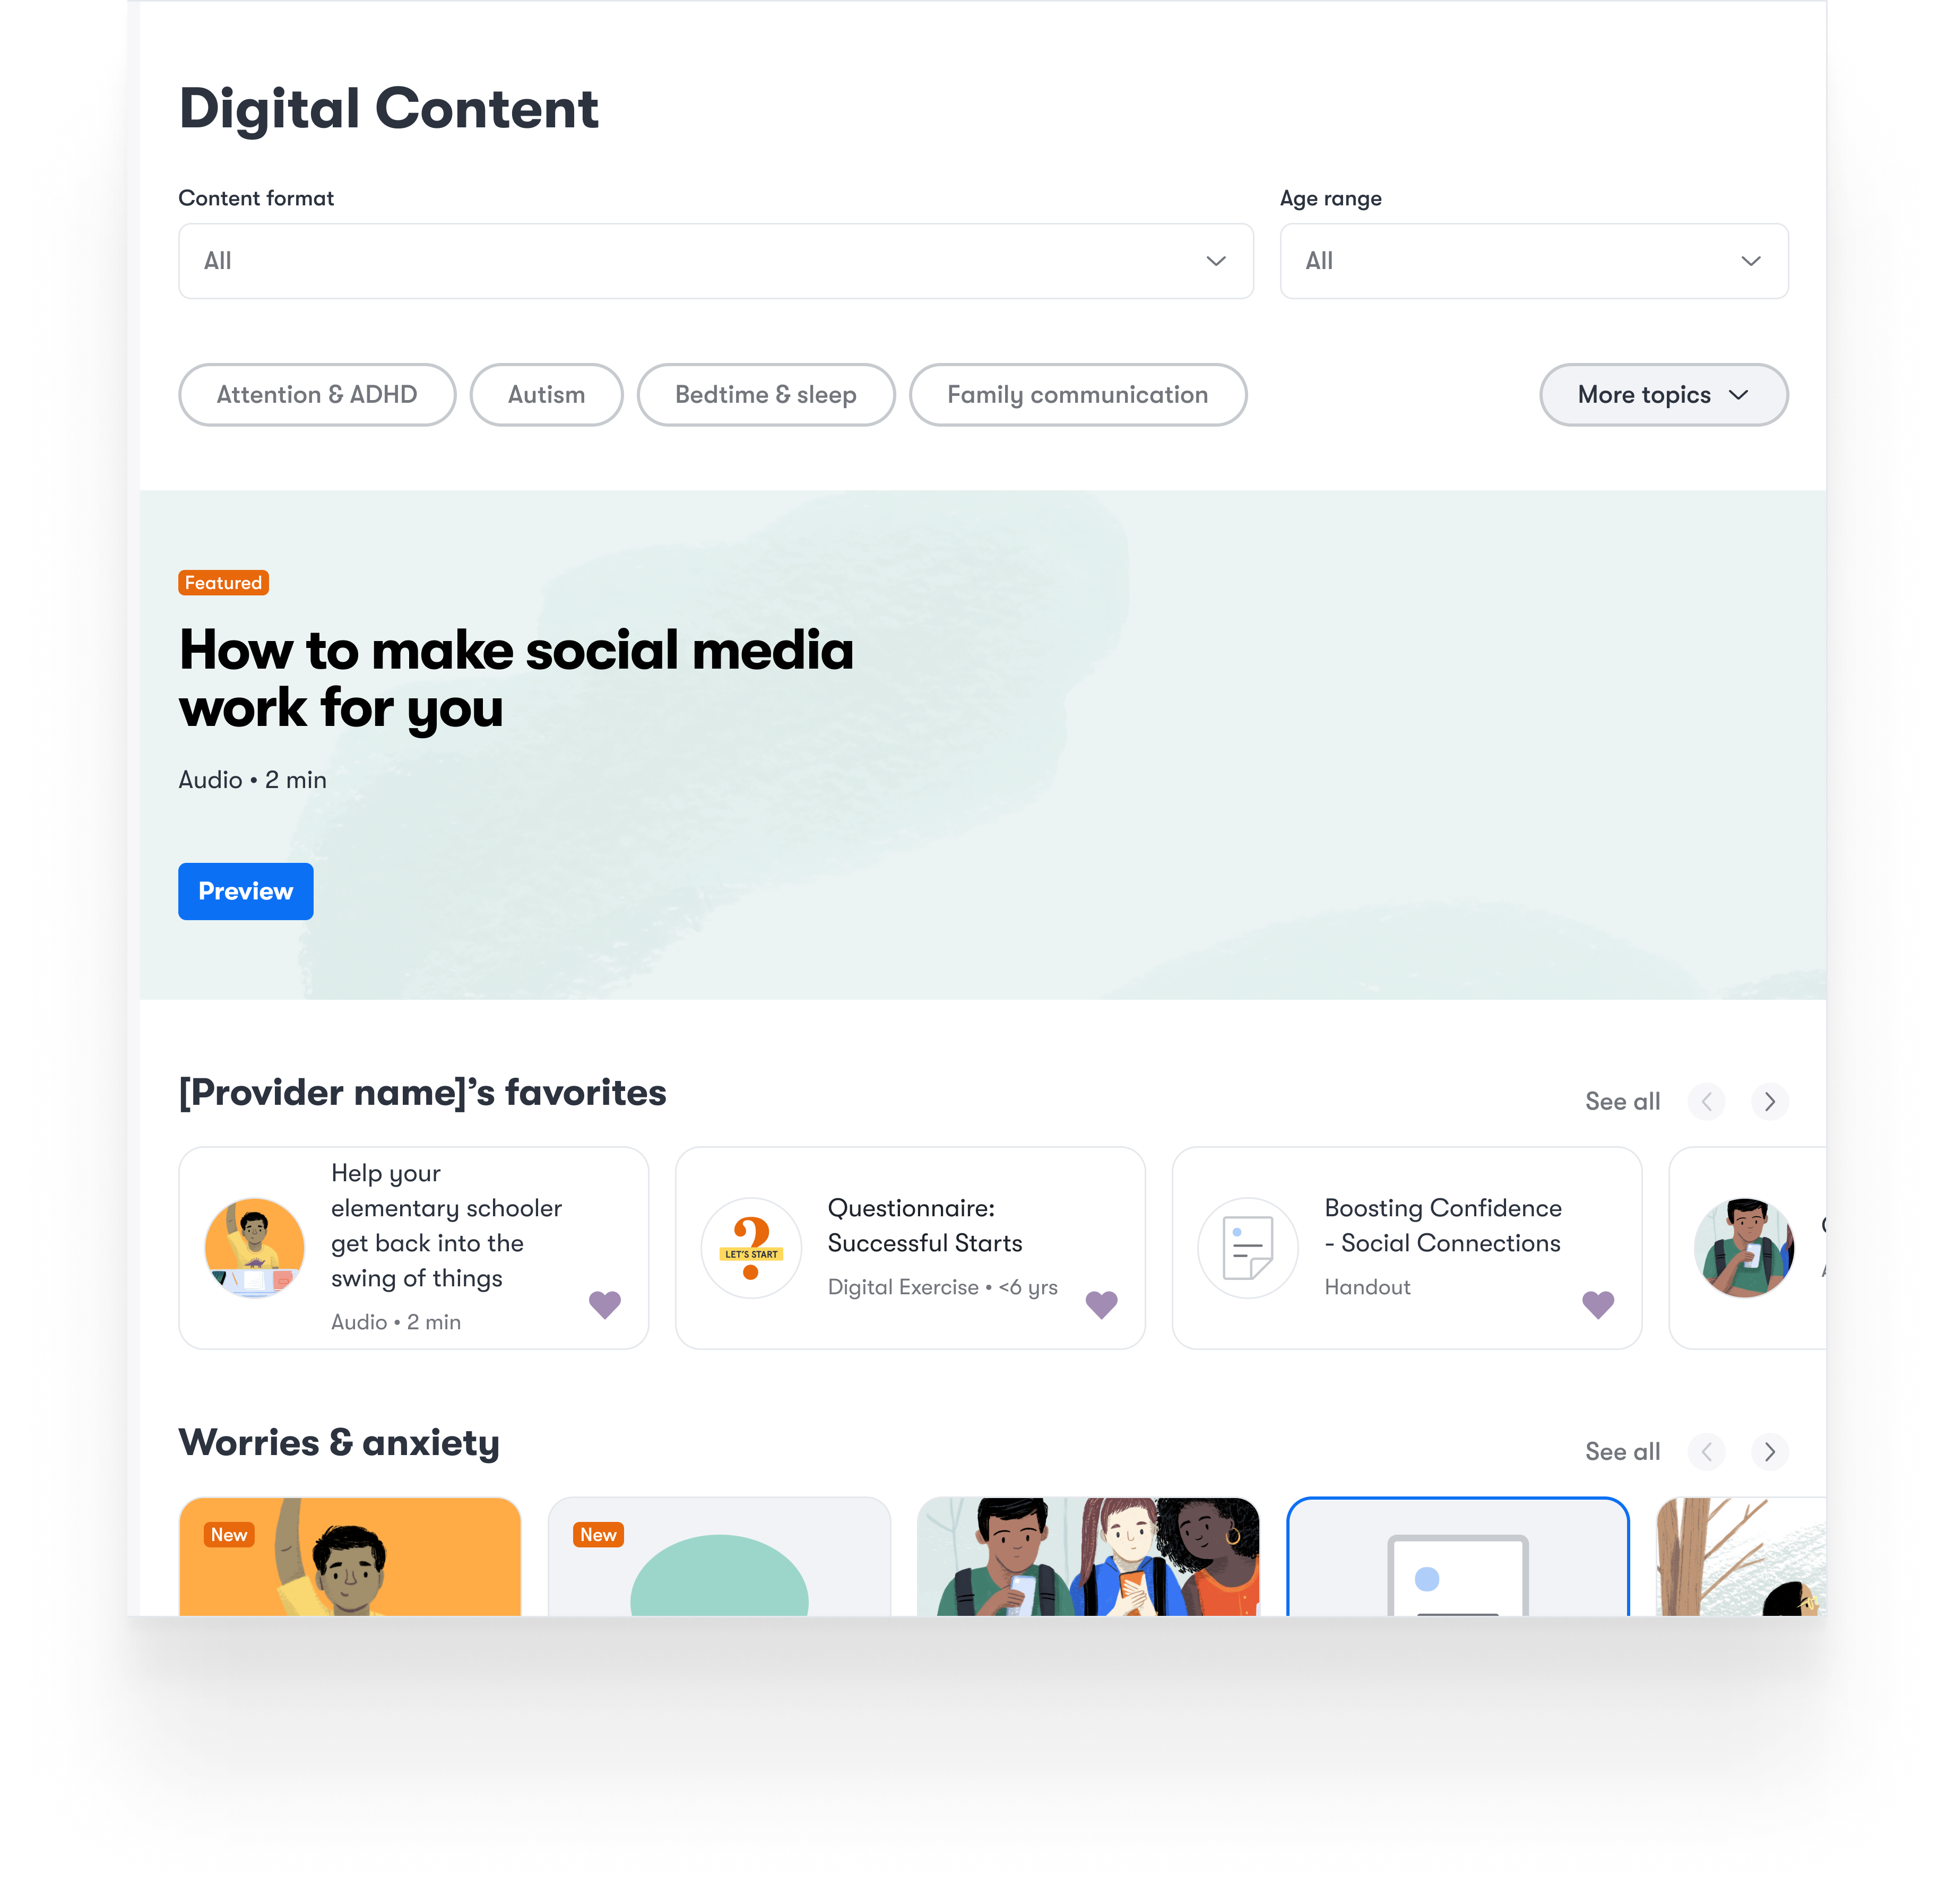 Digital Content
Content format
Age range
All
All
Attention & ADHD
Autism
Bedtime & sleep
Family communication
More topics
Featured
How to make social media
work for you
Audio • 2 min
Preview
[Provider name]’s favorites
See all
Help your
elementary schooler
get back into the
swing of things
Audio • 2 min
?
LET'S START
Questionnaire:
Successful Starts
Digital Exercise • <6 yrs
Boosting Confidence
- Social Connections
Handout
Worries & anxiety
See all
New
New